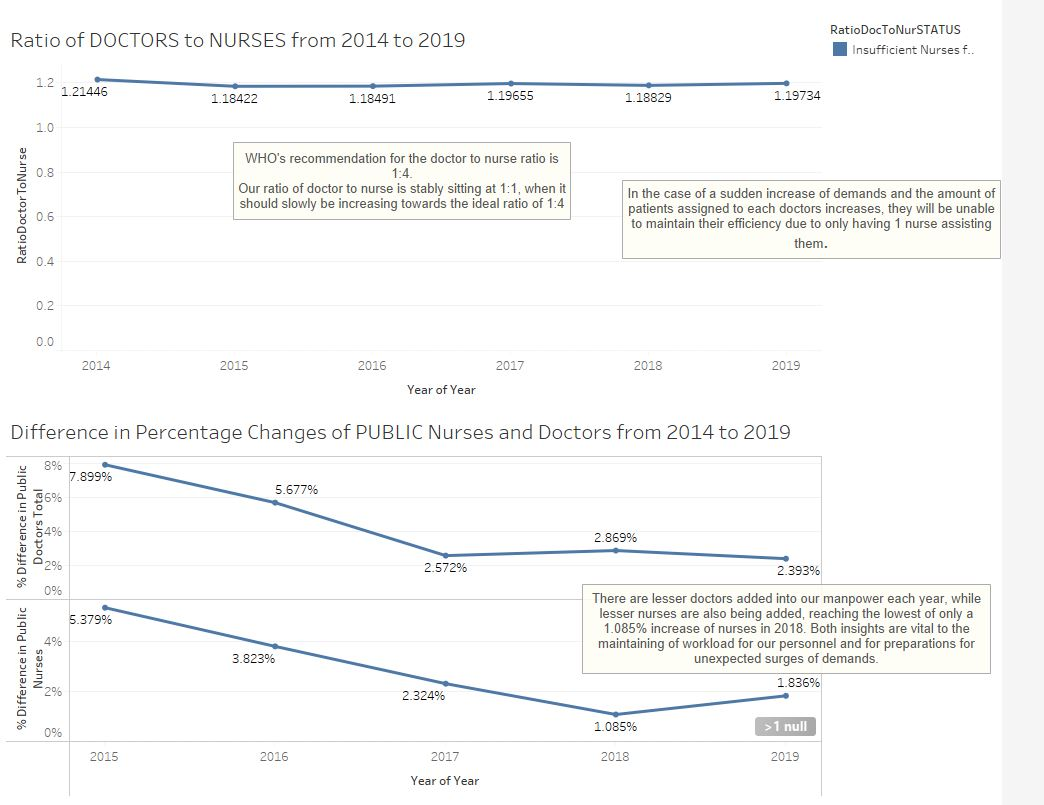 Ratio of DOCTORS to NURSES from 2014 to 2019
RatioDocToNurSTATUS
Insufficient Nurses f..
RatioDoctorToNurse
1.2
1.0
0.8
0.6
0.4
0.2
0.0
1.21446
1.18422
1.18491
1.19655
1.18829
1.19734
WHO's recommendation for the doctor to nurse ratio is
1:4.
Our ratio of doctor to nurse is stably sitting at 1:1, when it
should slowly be increasing towards the ideal ratio of 1:4
In the case of a sudden increase of demands and the amount of
patients assigned to each doctors increases, they will be unable
to maintain their efficiency due to only having 1 nurse assisting
them.
2014
2015
2016
2017
2018
2019
Year of Year
Difference in Percentage Changes of PUBLIC Nurses and Doctors from 2014 to 2019
% Difference in Public
Doctors Total
8%
6%
4%
2%
0%
7.899%
5.677%
2.572%
2.869%
2.393%
There are lesser doctors added into our manpower each year, while
lesser nurses are also being added, reaching the lowest of only a
1.085% increase of nurses in 2018. Both insights are vital to the
maintaining of workload for our personnel and for preparations for
unexpected surges of demands.
% Difference in Public
Nurses
4%
2%
0%
5.379%
3.823%
2.324%
1.085%
1.836%
>1 null
2015
2016
2017
2018
2019
Year of Year